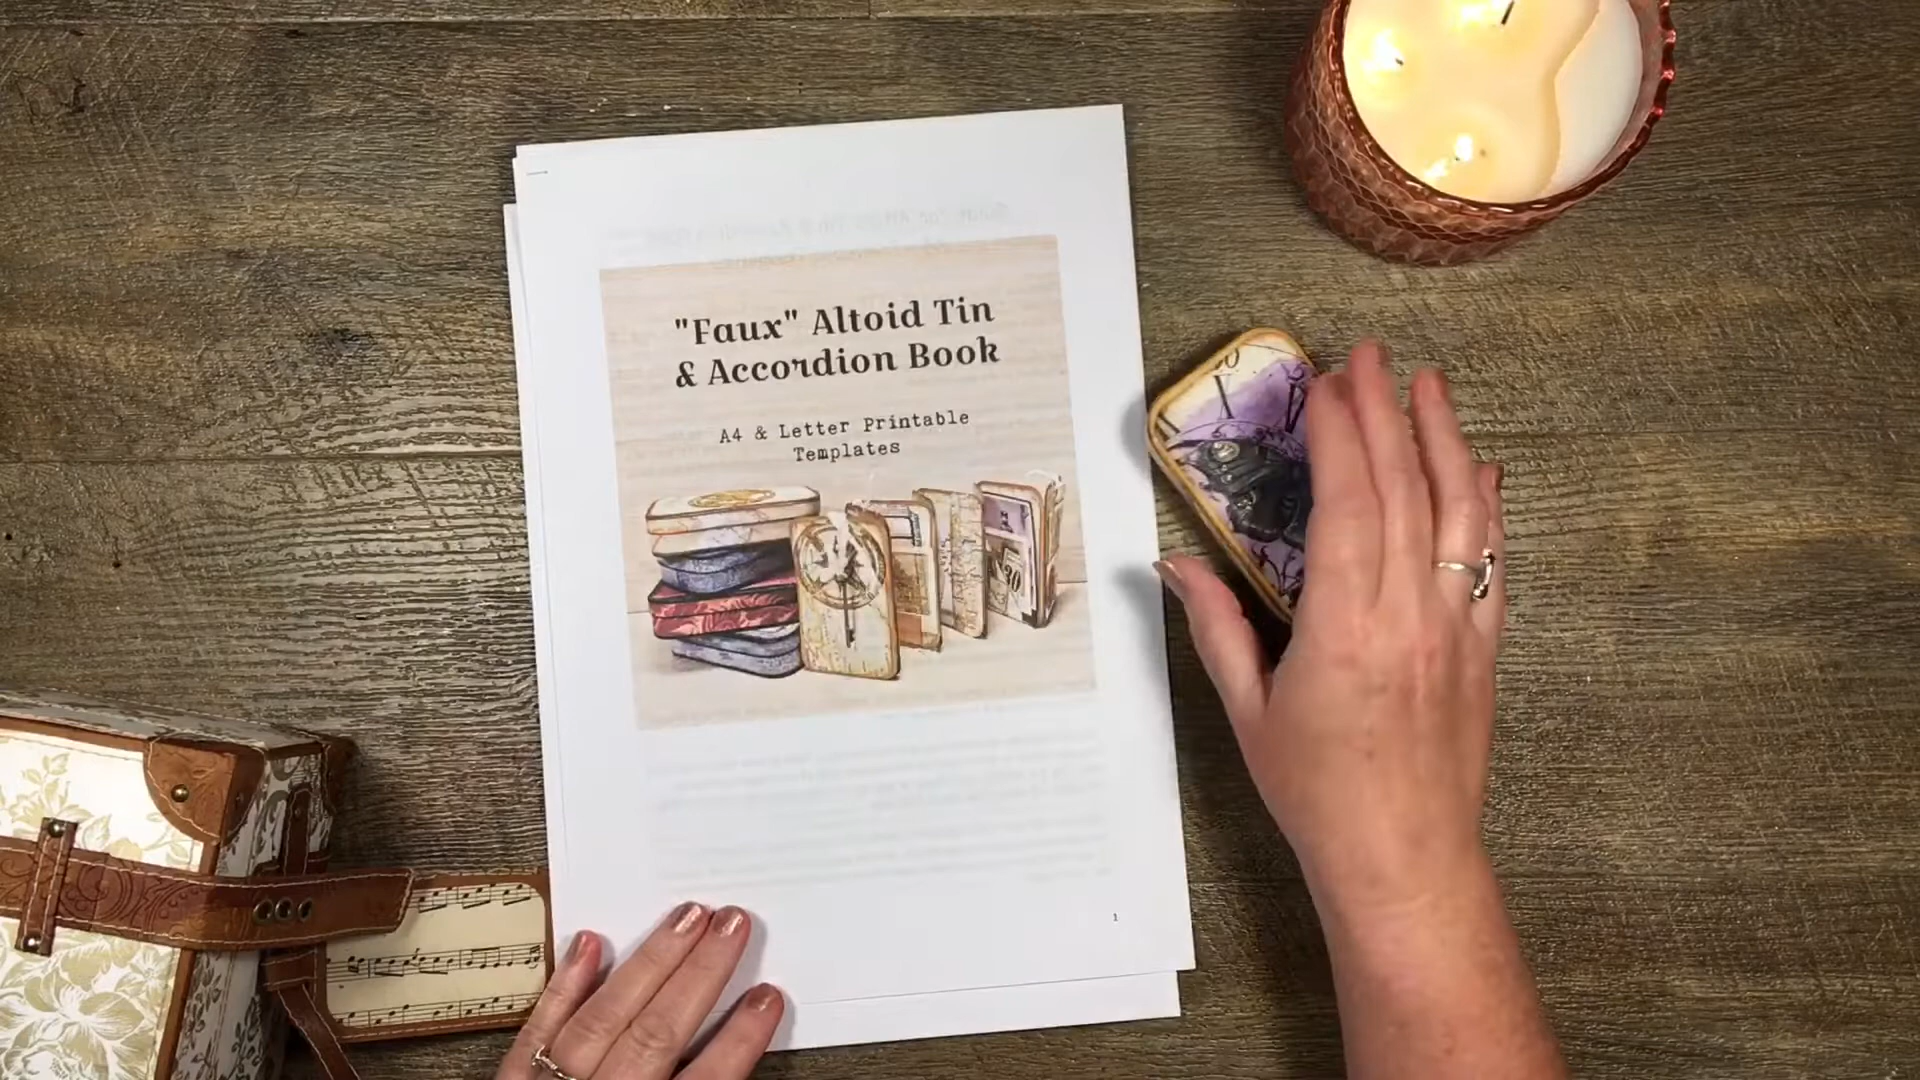 "Faux" Altoid Tin
& Accordion Book
A4 & Letter Printable
Templates
1